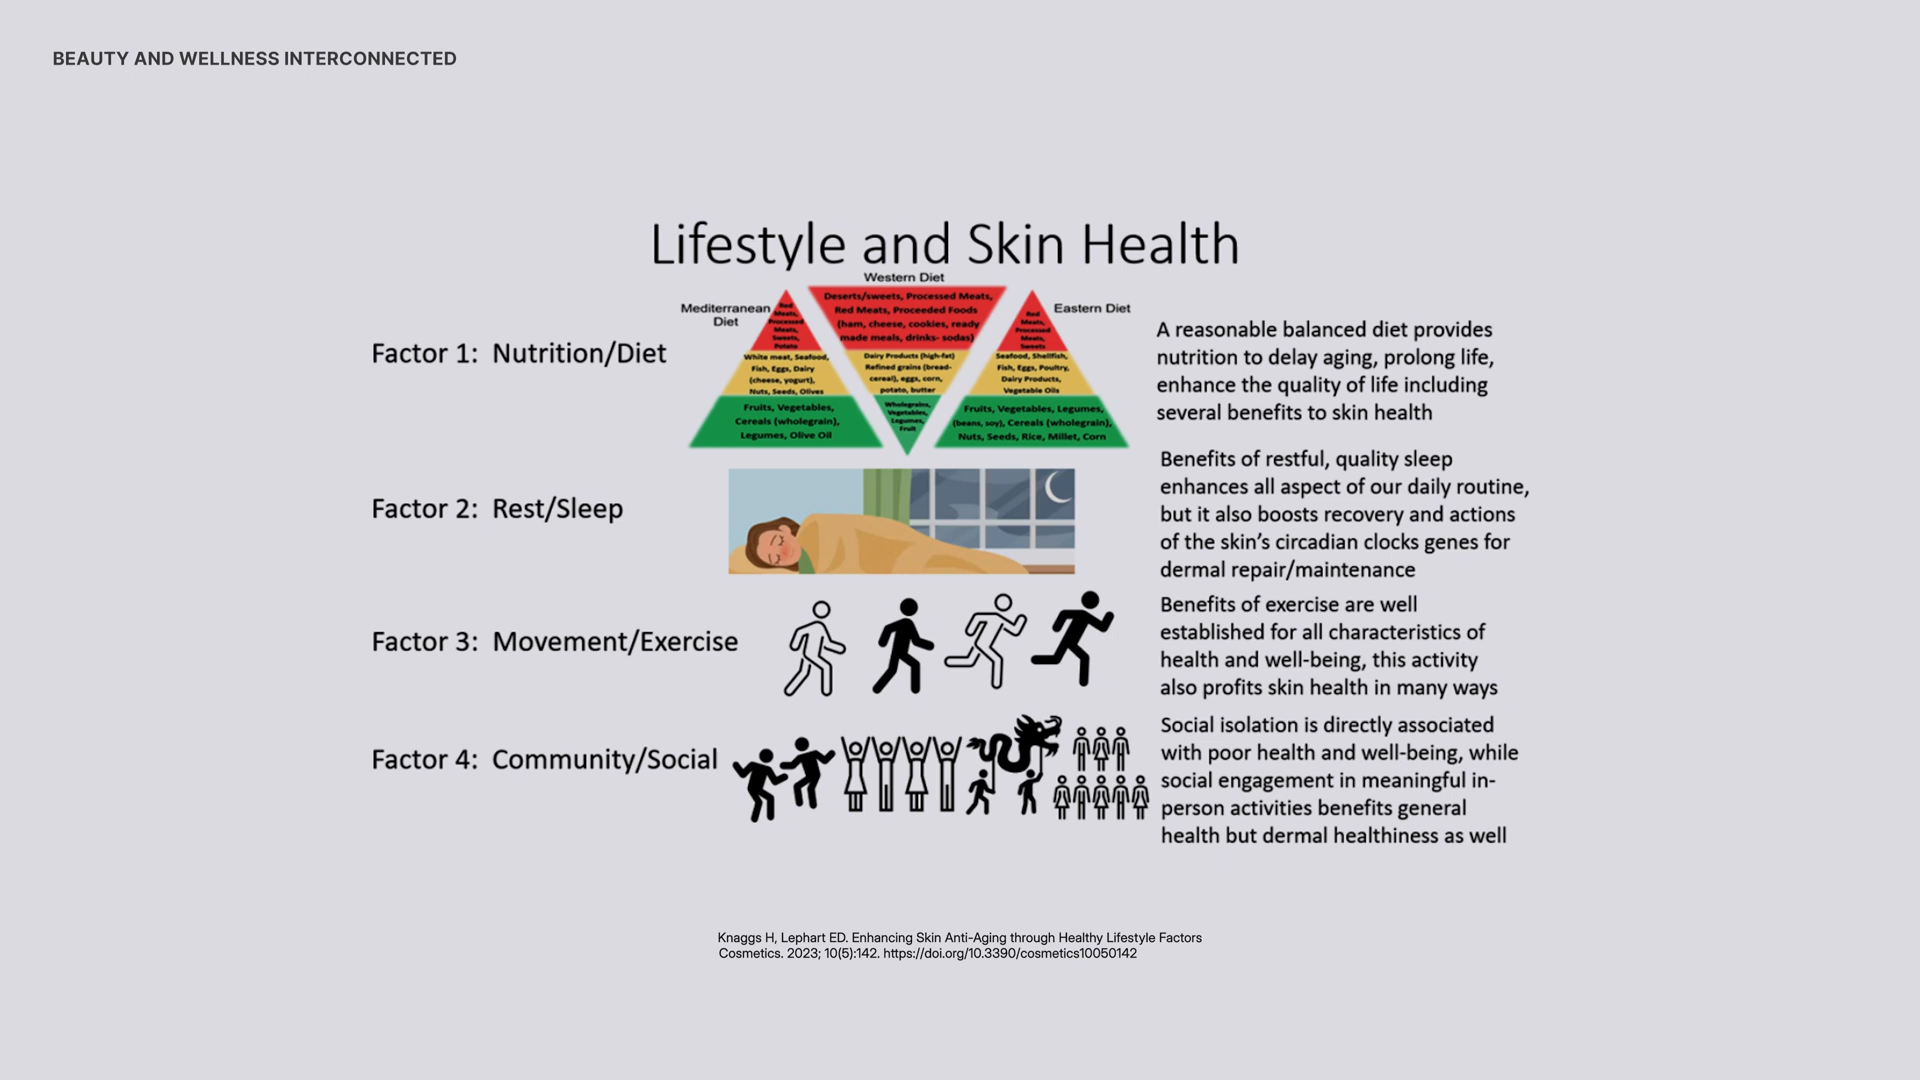 BEAUTY AND WELLNESS INTERCONNECTED
Lifestyle and Skin Health
Factor 1: Nutrition/Diet
Mediterranean
Diet
Red
Meats,
Processed
Meats,
Sweets,
Potato
White meat, Seafood,
Fish, Eggs, Dairy
(cheese, yogurt),
Nuts, Seeds, Olives
Fruits, Vegetables,
Cereals (wholegrain),
Legumes, Olive Oil
Western Diet
Deserts/sweets, Processed Meats,
Red Meats, Proceeded Foods
(ham, cheese, cookies, ready
made meals, drinks- sodas)
Dairy Products (high-fat)
Refined grains (bread-
cereal), eggs, corn,
potato, butter
Wholegrains,
Vegetables,
Legumes,
Fruit
Eastern Diet
Red
Meats,
Processed
Meats,
Sweets
Seafood, Shellfish,
Fish, Eggs, Poultry,
Dairy Products,
Vegetable Oils
Fruits, Vegetables, Legumes,
(beans, soy), Cereals (wholegrain),
Nuts, Seeds, Rice, Millet, Corn
A reasonable balanced diet provides
nutrition to delay aging, prolong life,
enhance the quality of life including
several benefits to skin health
Factor 2: Rest/Sleep
Benefits of restful, quality sleep
enhances all aspect of our daily routine,
but it also boosts recovery and actions
of the skin's circadian clocks genes for
dermal repair/maintenance
Factor 3: Movement/Exercise
Benefits of exercise are well
established for all characteristics of
health and well-being, this activity
also profits skin health in many ways
Factor 4: Community/Social
Social isolation is directly associated
with poor health and well-being, while
social engagement in meaningful in-
person activities benefits general
health but dermal healthiness as well
Knaggs H, Lephart ED. Enhancing Skin Anti-Aging through Healthy Lifestyle Factors
Cosmetics. 2023; 10(5):142. https://doi.org/10.3390/cosmetics10050142